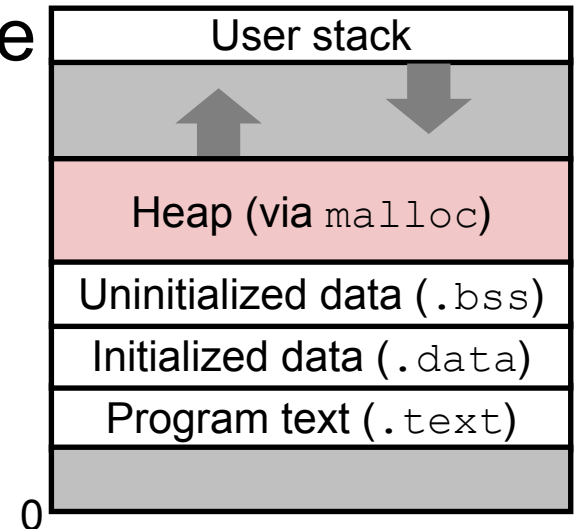 e
User stack
Heap (via malloc)
Uninitialized data (.bss)
Initialized data (.data)
Program text (.text)
0